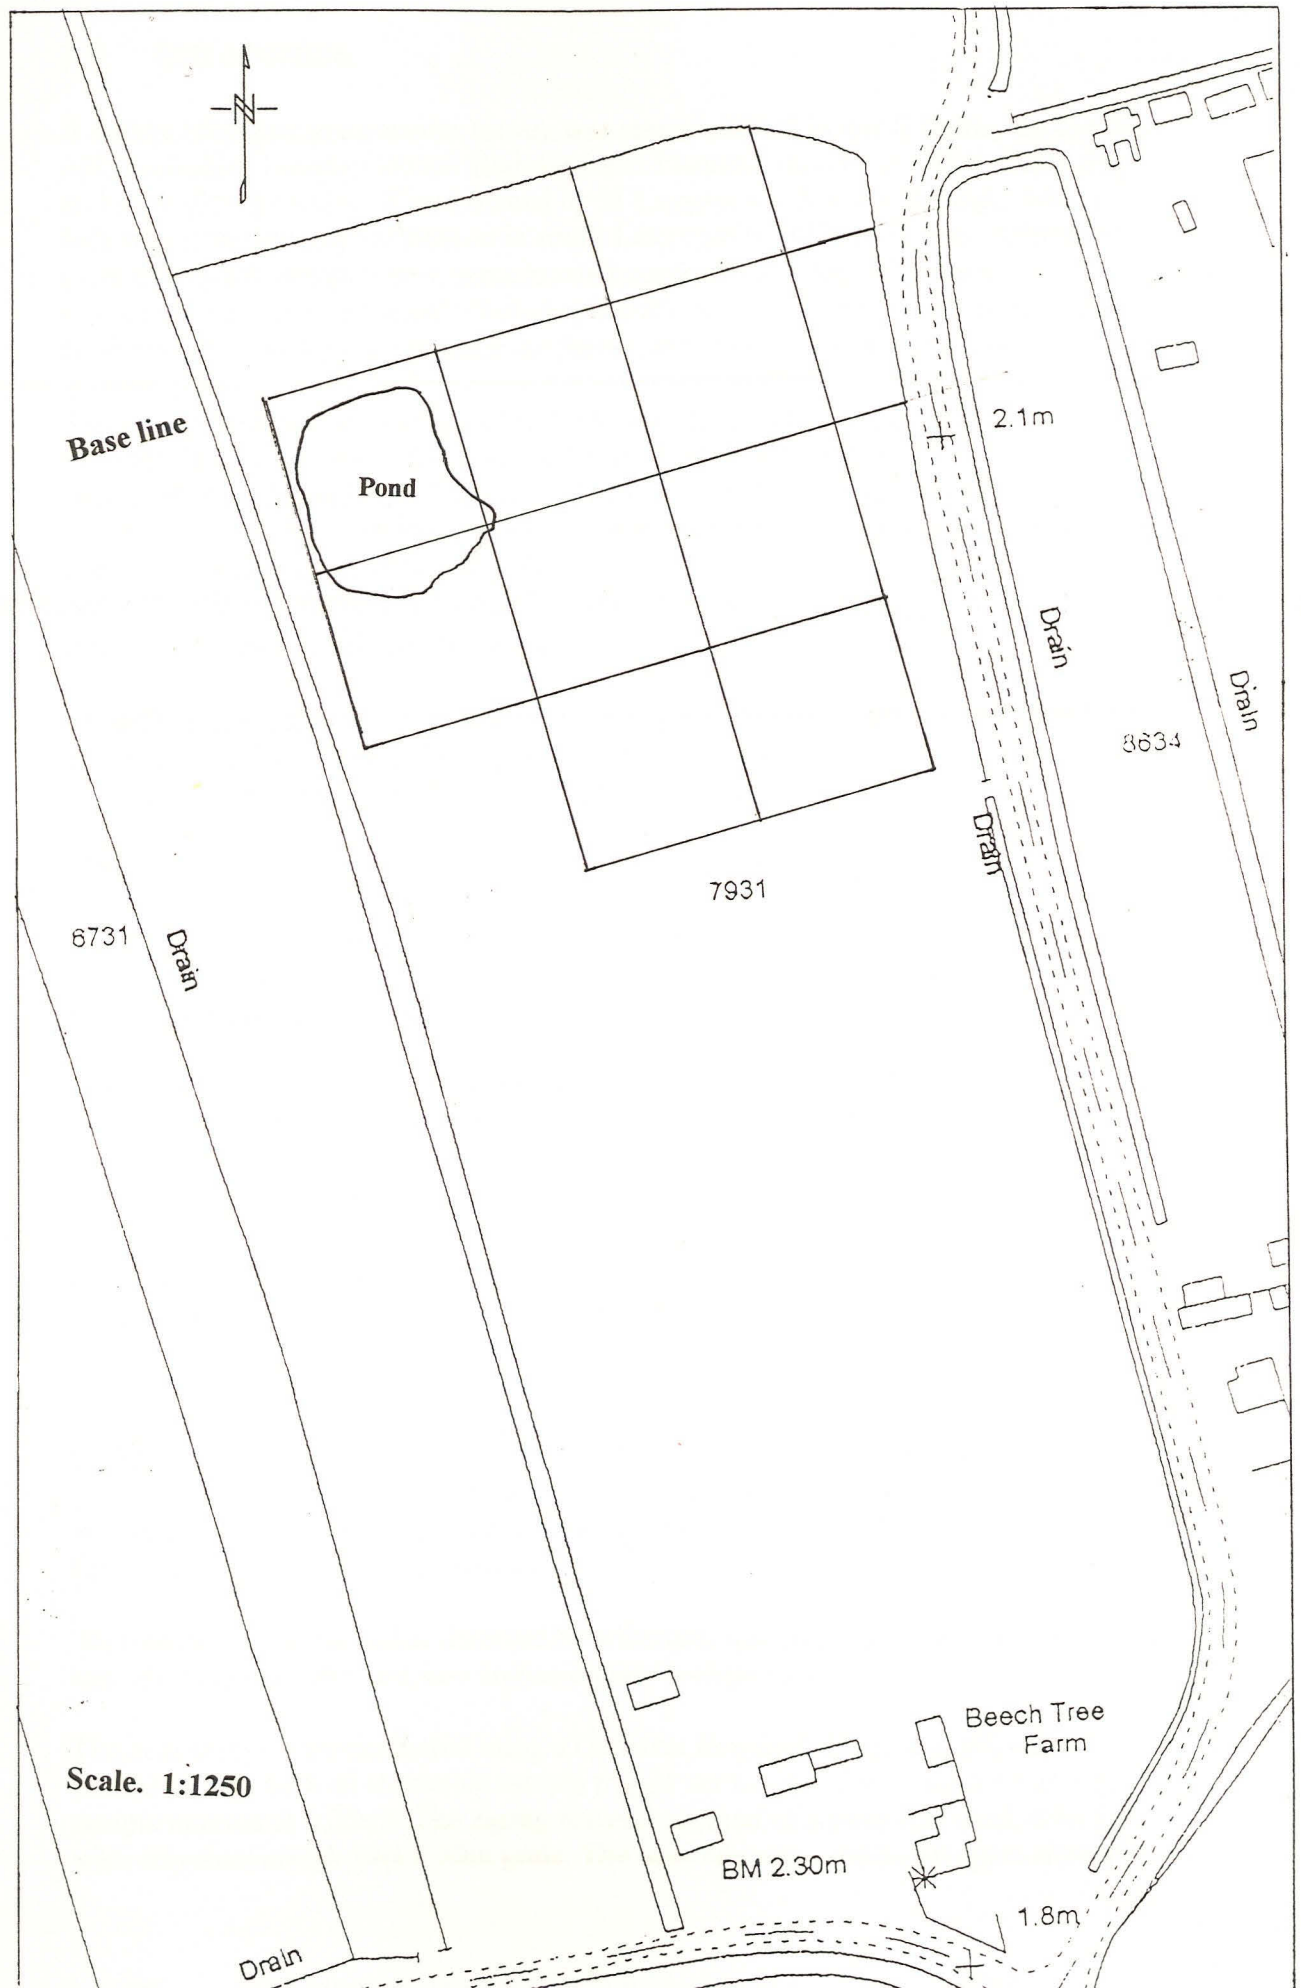 N
Base line
Pond
2.1m
Drain
Drain
8634
Drain
7931
6731
Drain
Beech Tree
Farm
Scale. 1:1250
BM 2.30m
1.8m
Drain